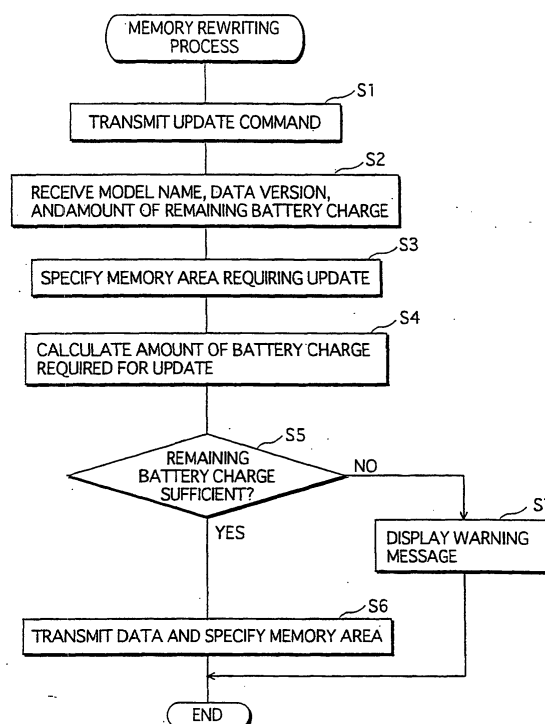 MEMORY REWRITING
PROCESS
S1
TRANSMIT UPDATE COMMAND
S2
RECEIVE MODEL NAME, DATA VERSION,
ANDAMOUNT OF REMAINING BATTERY CHARGE
S3
SPECIFY MEMORY AREA REQUIRING UPDATE
S4
CALCULATE AMOUNT OF BATTERY CHARGE
REQUIRED FOR UPDATE
S5
REMAINING
BATTERY CHARGE
SUFFICIENT?
NO
YES
DISPLAY WARNING
MESSAGE
S6
TRANSMIT DATA AND SPECIFY MEMORY AREA
END